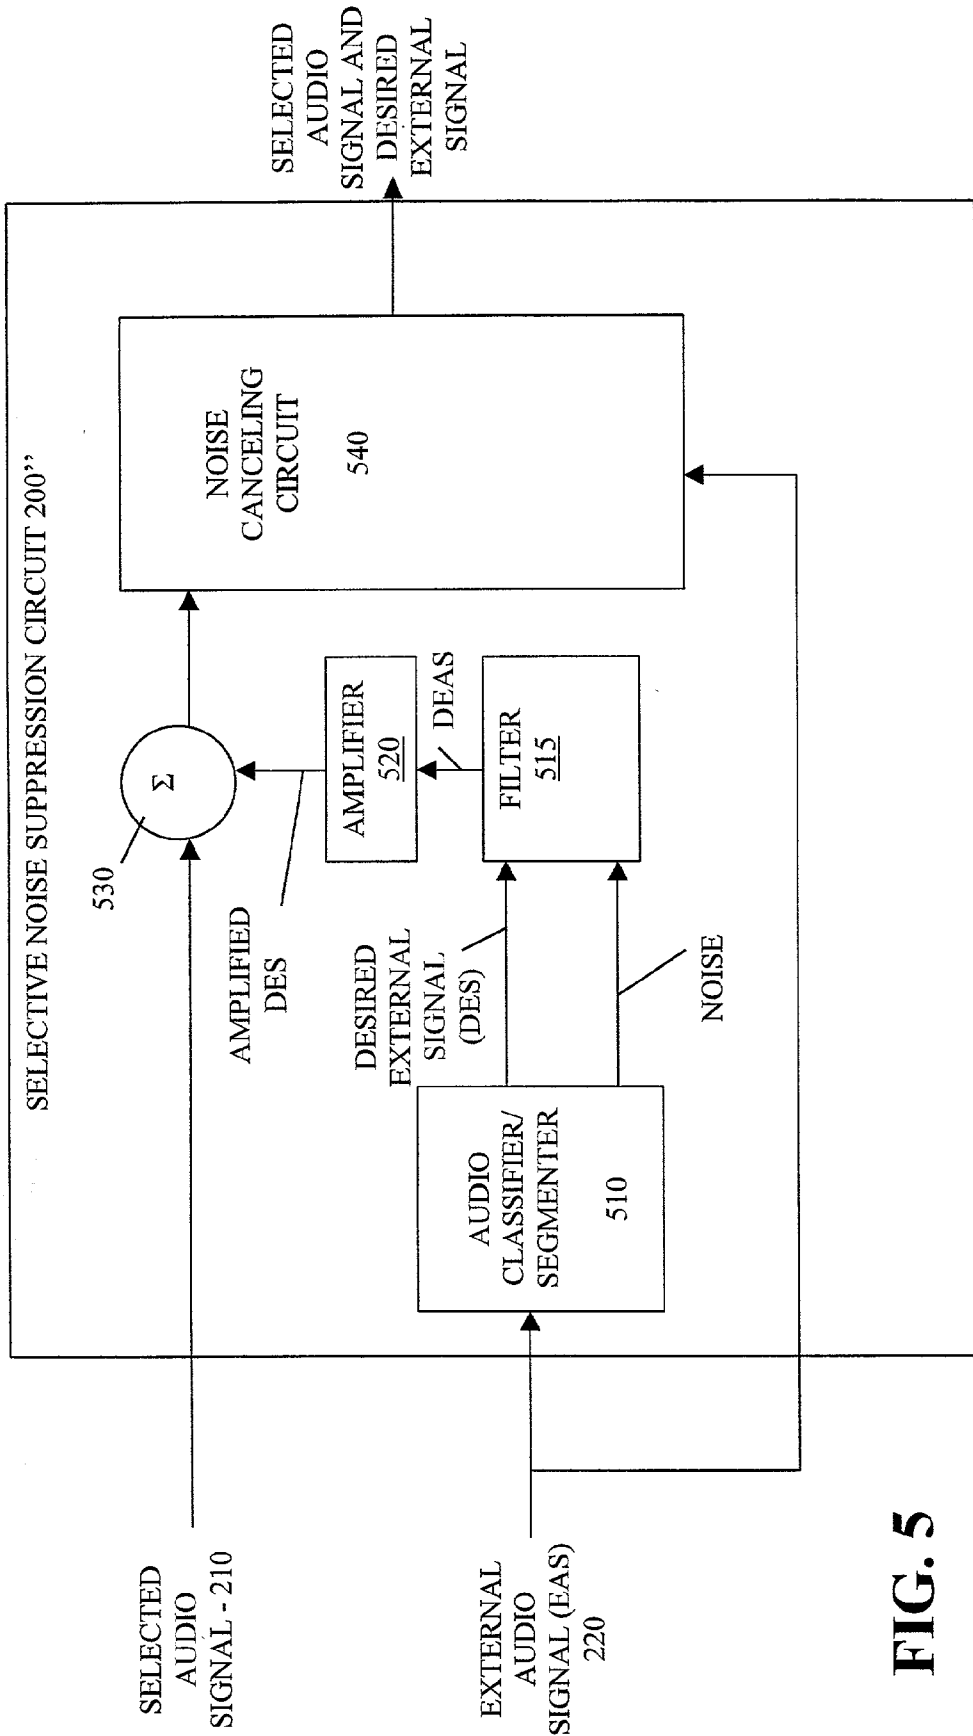 SELECTIVE NOISE SUPPRESSION CIRCUIT 200”
SELECTED
AUDIO
SIGNAL - 210
530
Σ
AMPLIFIED
DES
AMPLIFIER
520
DEAS
FILTER
515
NOISE
CANCELING
CIRCUIT
540
SELECTED
AUDIO
SIGNAL AND
DESIRED
EXTERNAL
SIGNAL
EXTERNAL
AUDIO
SIGNAL (EAS)
220
AUDIO
CLASSIFIER/
SEGMENTER
510
DESIRED
EXTERNAL
SIGNAL
(DES)
NOISE
FIG. 5